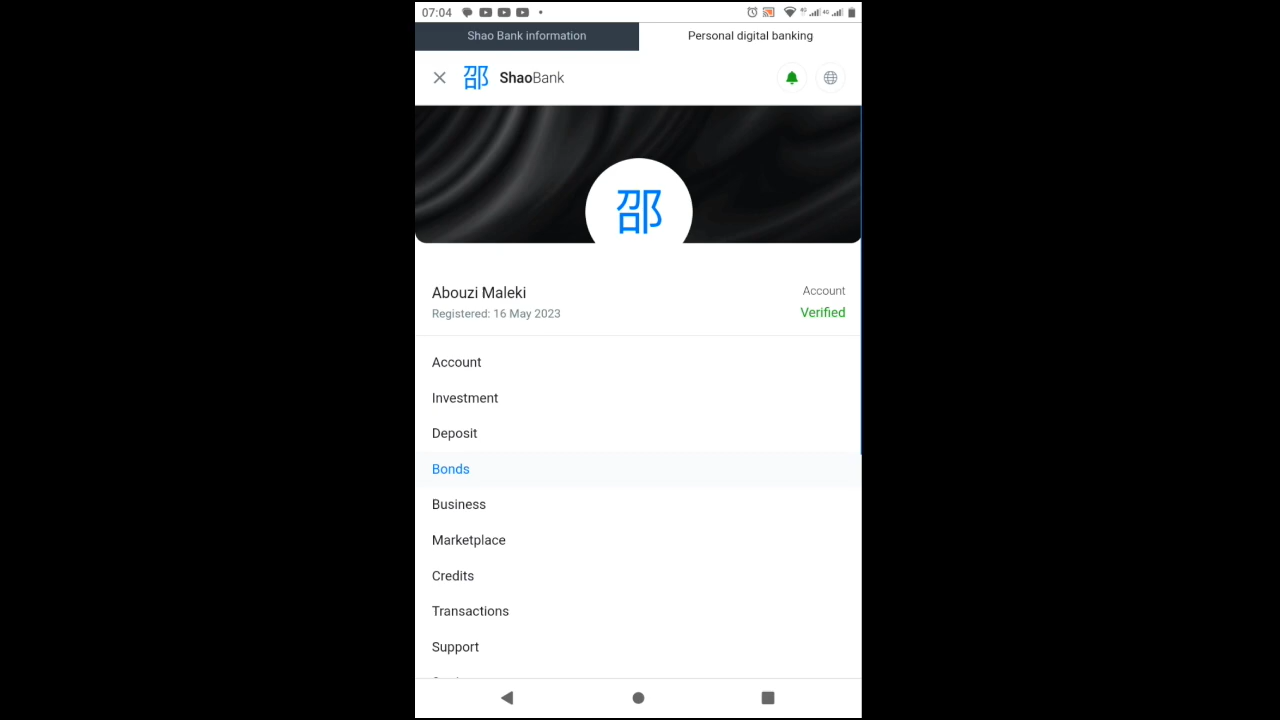 07:04
Shao Bank information
Personal digital banking
邵 ShaoBank
邵
Abouzi Maleki
Account
Registered: 16 May 2023
Verified
Account
Investment
Deposit
Bonds
Business
Marketplace
Credits
Transactions
Support